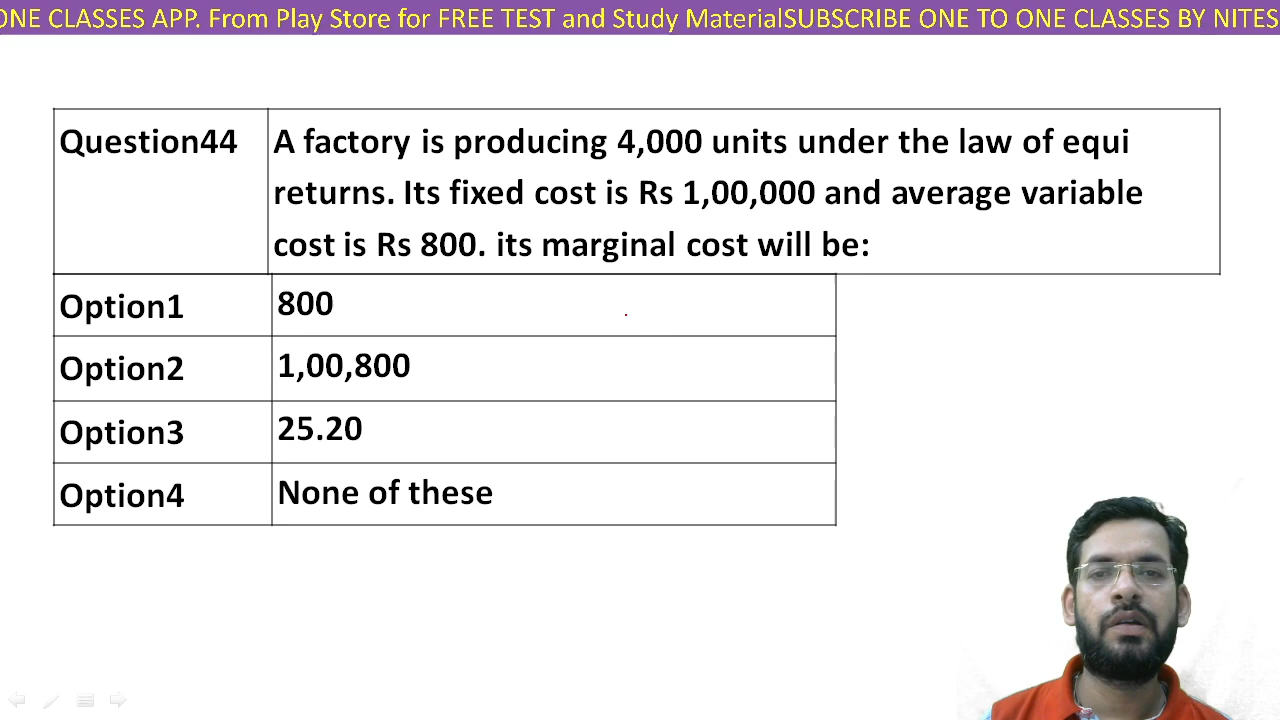 ONE CLASSES APP. From Play Store for FREE TEST and Study MaterialSUBSCRIBE ONE TO ONE CLASSES BY NITES
Question44 A factory is producing 4,000 units under the law of equi
returns. Its fixed cost is Rs 1,00,000 and average variable
cost is Rs 800. its marginal cost will be:
Option1 800
Option2 1,00,800
Option3 25.20
Option4 None of these